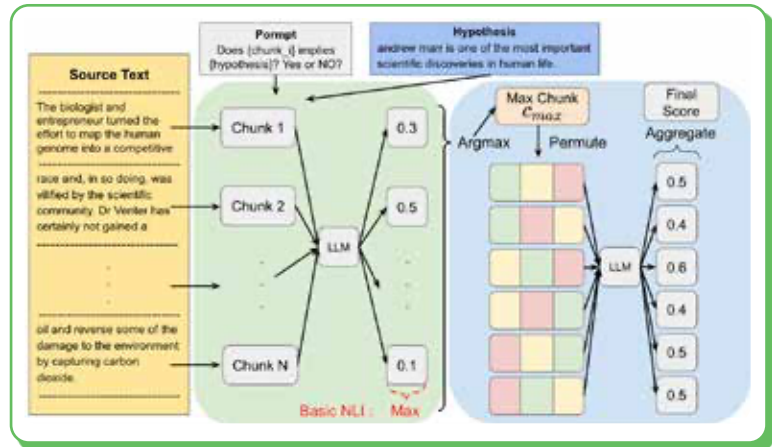 Pormpt
Does {chunk_i} implies
{hypothesis}? Yes or NO?
Hypothesis
andrew marr is one of the most important
scientific discoveries in human life.
Source Text
The biologist and
entrepreneur turned the
effort to map the human
genome into a competitive
race and, in so doing, was
vilified by the scientific
community. Dr Venter has
certainly not gained a
.
.
.
oil and reverse some of the
damage to the environment
by capturing carbon
dioxide.
Chunk 1
Chunk 2
.
.
.
Chunk N
LLM
0.3
0.5
.
.
.
0.1
Basic NLI : Max
Argmax
Max Chunk
c_max
Permute
LLM
Final
Score
Aggregate
0.5
0.4
0.6
0.4
0.5
0.5